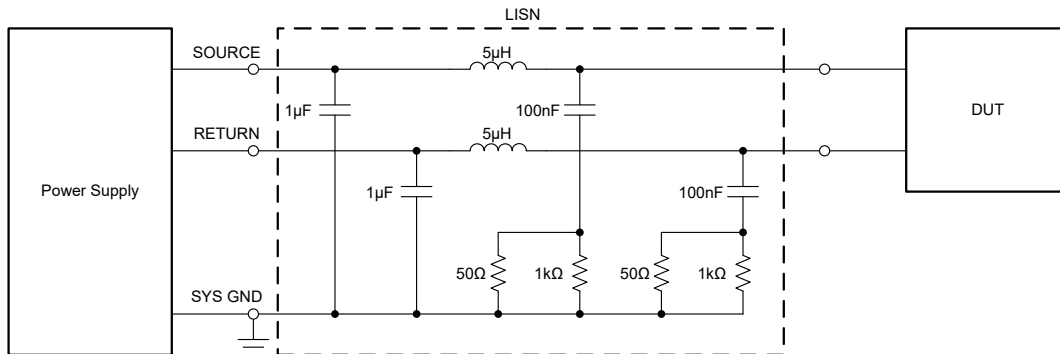 LISN
SOURCE
5µH
1µF
100nF
DUT
RETURN
5µH
Power Supply
1µF
100nF
50Ω
1kΩ
50Ω
1kΩ
SYS GND